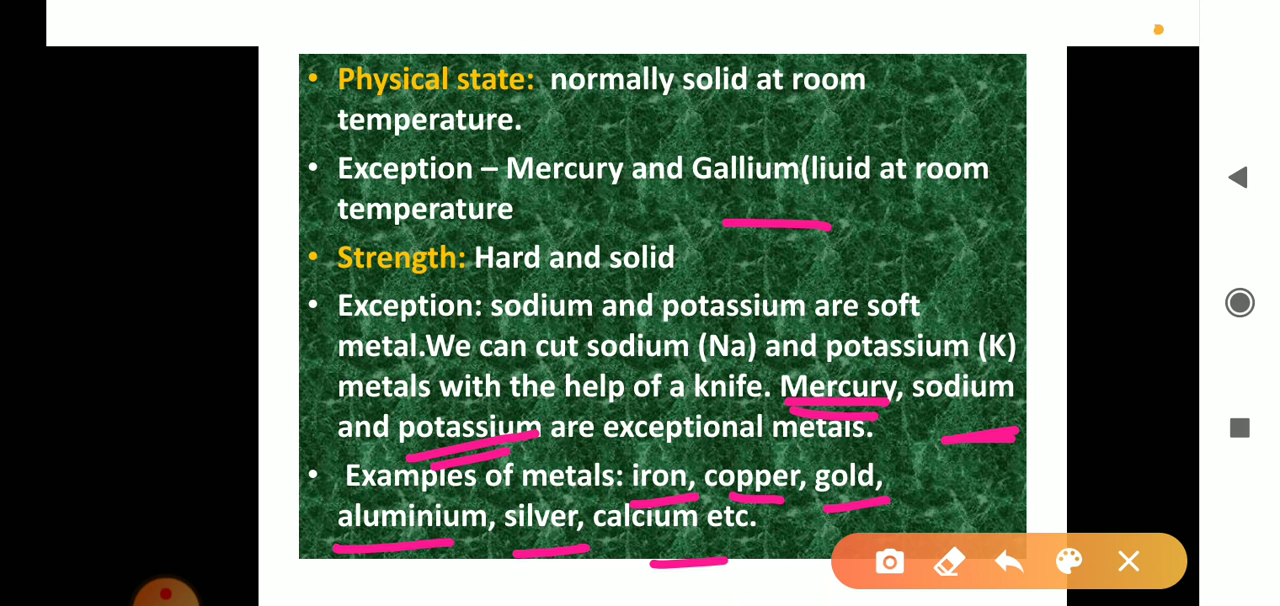 • Physical state: normally solid at room
temperature.
• Exception – Mercury and Gallium(liuid at room
temperature
• Strength: Hard and solid
• Exception: sodium and potassium are soft
metal.We can cut sodium (Na) and potassium (K)
metals with the help of a knife. Mercury, sodium
and potassium are exceptional metals.
• Examples of metals: iron, copper, gold,
aluminium, silver, calcium etc.